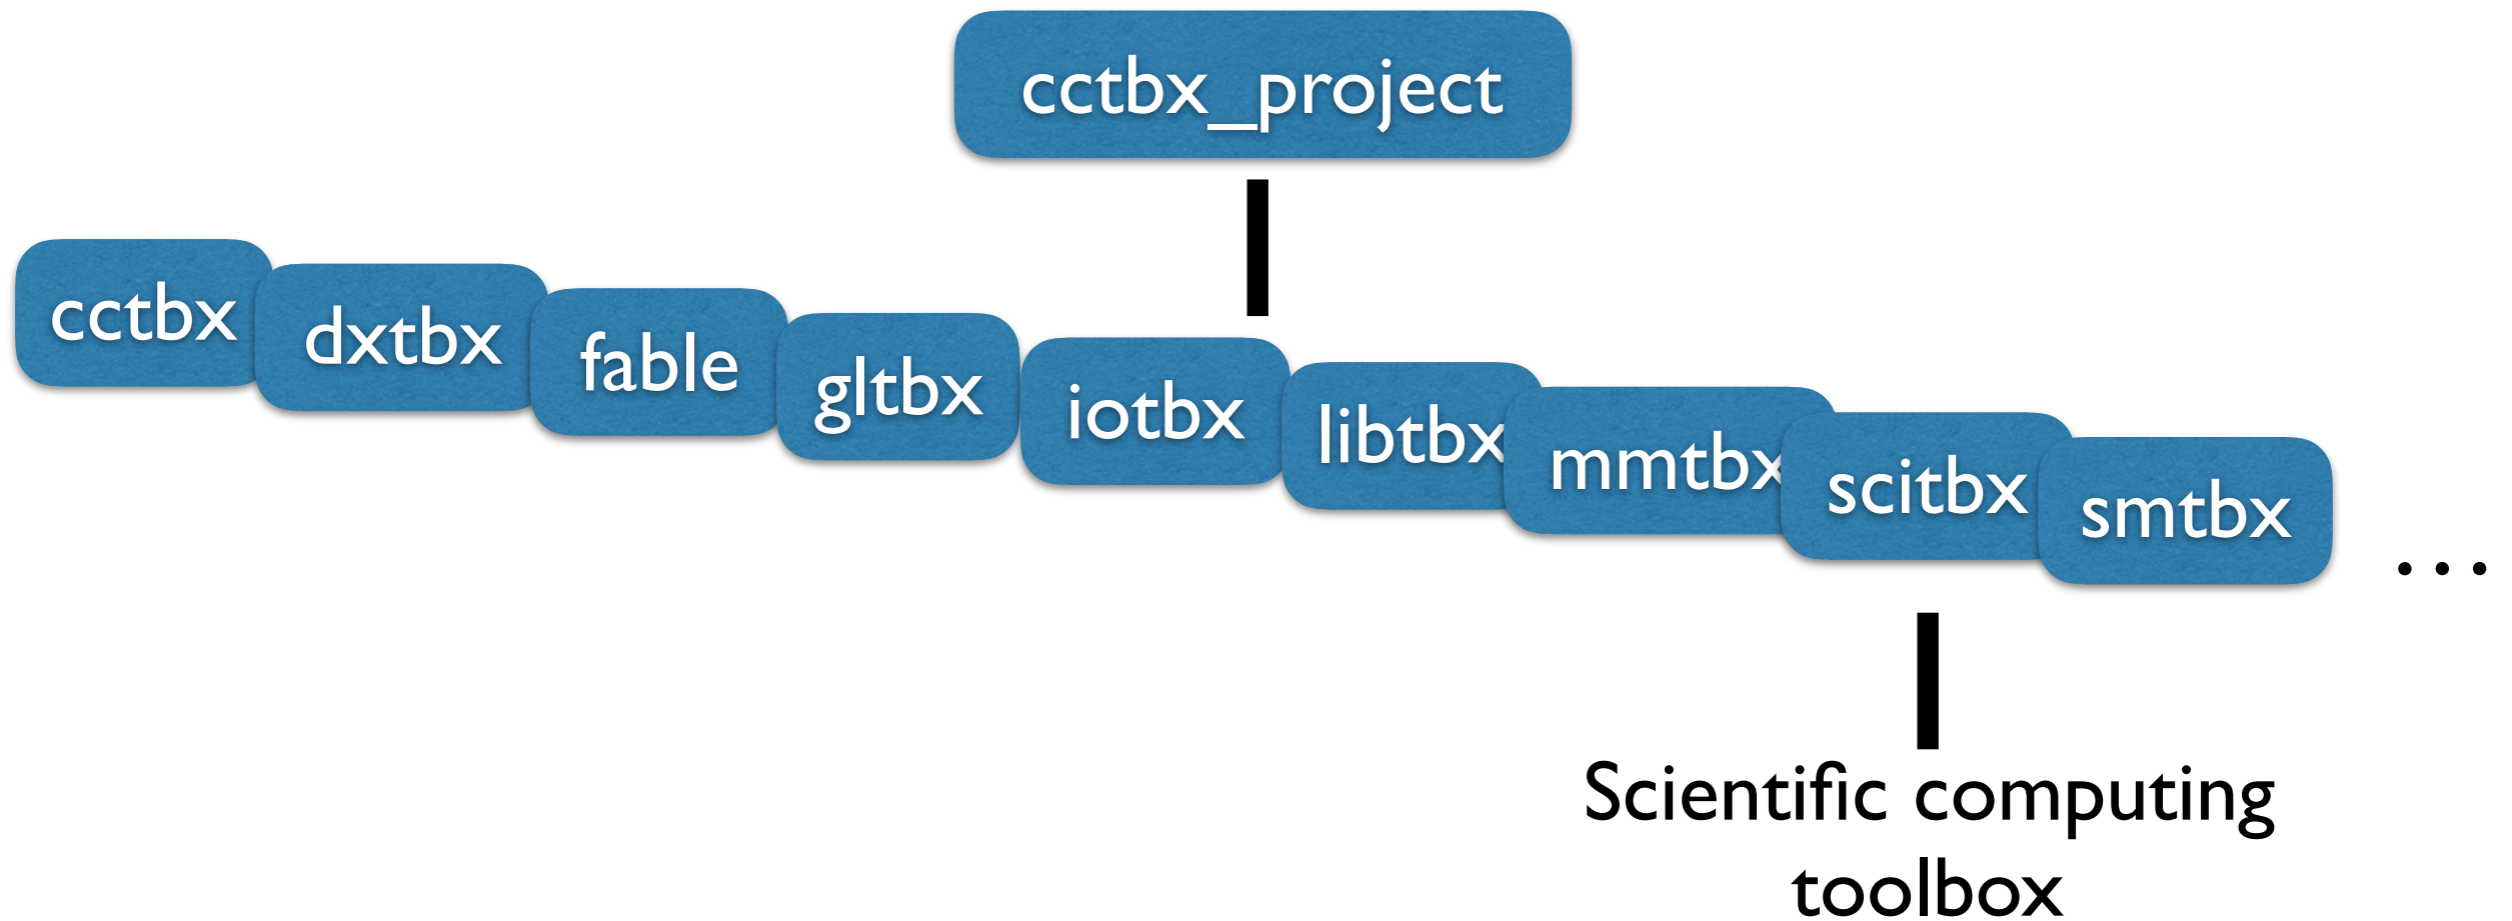 cctbx_project
cctbx
dxtbx
fable
gltbx
iotbx
libtbx
mmtbx
scitbx
smtbx
...
Scientific computing
toolbox